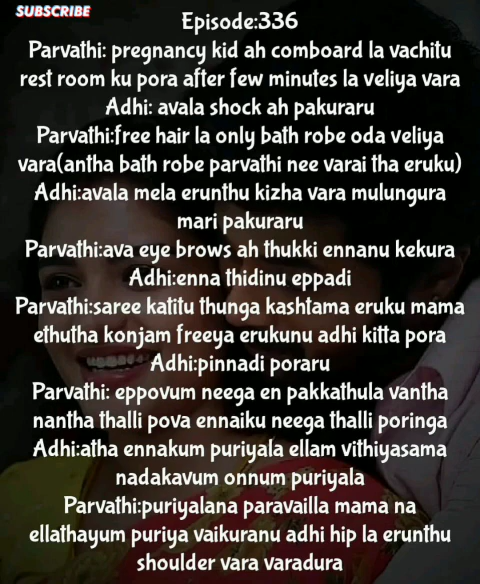 SUBSCRIBE
Episode:336
Parvathi: pregnancy kid ah comboard la vachitu
rest room ku pora after few minutes la veliya vara
Adhi: avala shock ah pakuraru
Parvathi:free hair la only bath robe oda veliya
vara(antha bath robe parvathi nee varai tha eruku)
Adhi:avala mela erunthu kizha vara mulungura
mari pakuraru
Parvathi:ava eye brows ah thukki ennanu kekura
Adhi:enna thidinu eppadi
Parvathi:saree katitu thunga kashtama eruku mama
ethutha konjam freeya erukunu adhi kitta pora
Adhi:pinnadi poraru
Parvathi: eppovum neega en pakkathula vantha
nantha thalli pova ennaiku neega thalli poringa
Adhi:atha ennakum puriyala ellam vithiyasama
nadakavum onnum puriyala
Parvathi:puriyalana paravailla mama na
ellathayum puriya vaikuranu adhi hip la erunthu
shoulder vara varadura